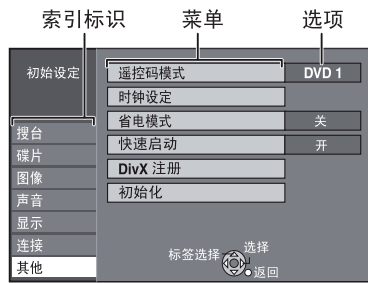 索引标识 菜单 选项
初始设定
遥控码模式 DVD 1
时钟设定
省电模式 关
快速启动 开
DivX 注册
初始化
搜台
碟片
图像
声音
显示
连接
其他
标签选择 选择
返回